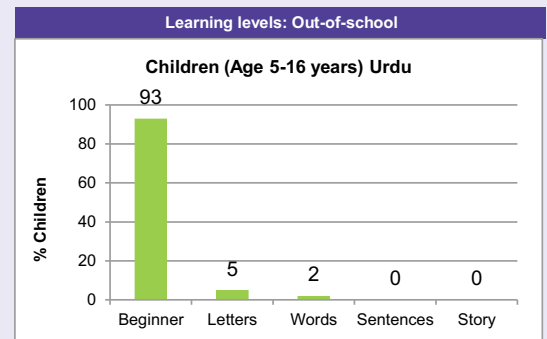 Learning levels: Out-of-school
Children (Age 5-16 years) Urdu
% Children
100
80
60
40
20
0
93
5
2
0
0
Beginner Letters Words Sentences Story